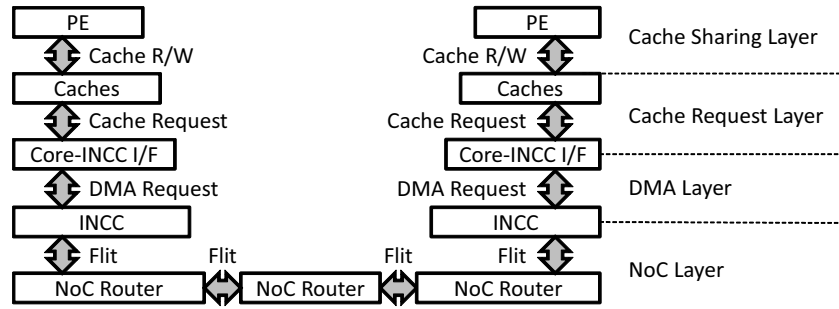 PE PE Cache Sharing Layer
Cache R/W Cache R/W
Caches Caches
Cache Request Cache Request Cache Request Layer
Core-INCC I/F Core-INCC I/F
DMA Request DMA Request DMA Layer
INCC INCC
Flit Flit Flit Flit
NoC Layer
NoC Router NoC Router NoC Router